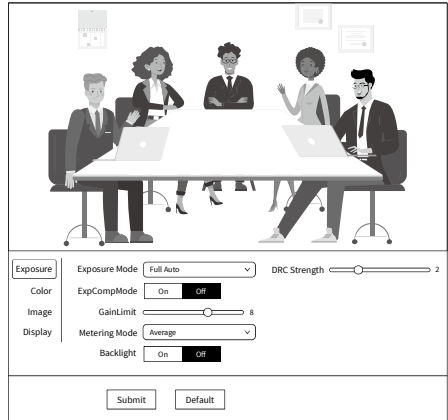 Exposure
Color
Image
Display
Exposure Mode Full Auto
ExpCompMode On Off
GainLimit 8
Metering Mode Average
Backlight On Off
DRC Strength 2
Submit Default